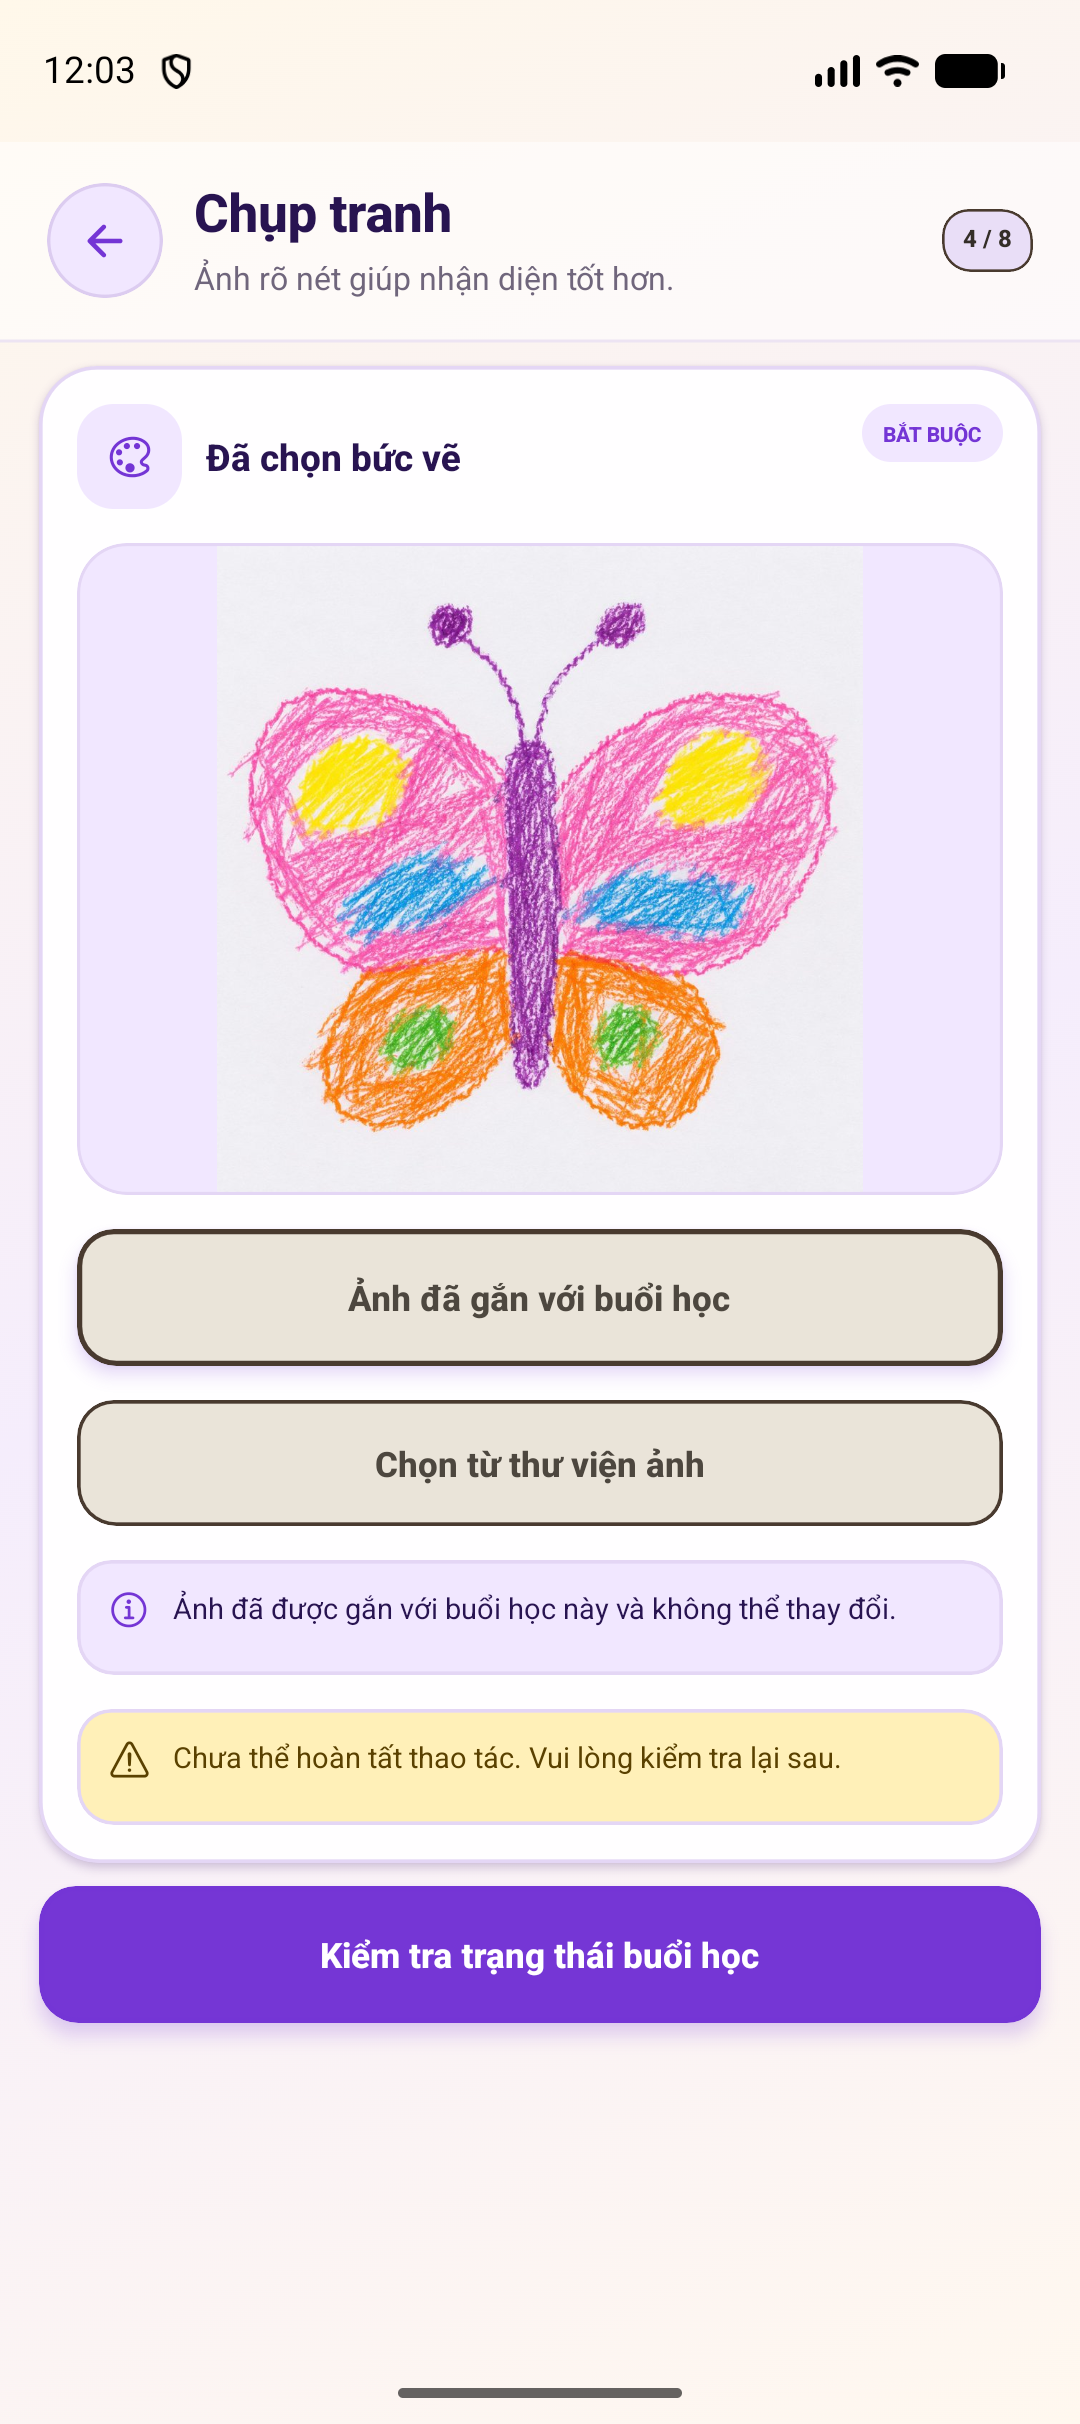 12:03
Chụp tranh
Ảnh rõ nét giúp nhận diện tốt hơn.
4 / 8
Đã chọn bức vẽ
BẮT BUỘC
Ảnh đã gắn với buổi học
Chọn từ thư viện ảnh
Ảnh đã được gắn với buổi học này và không thể thay đổi.
Chưa thể hoàn tất thao tác. Vui lòng kiểm tra lại sau.
Kiểm tra trạng thái buổi học